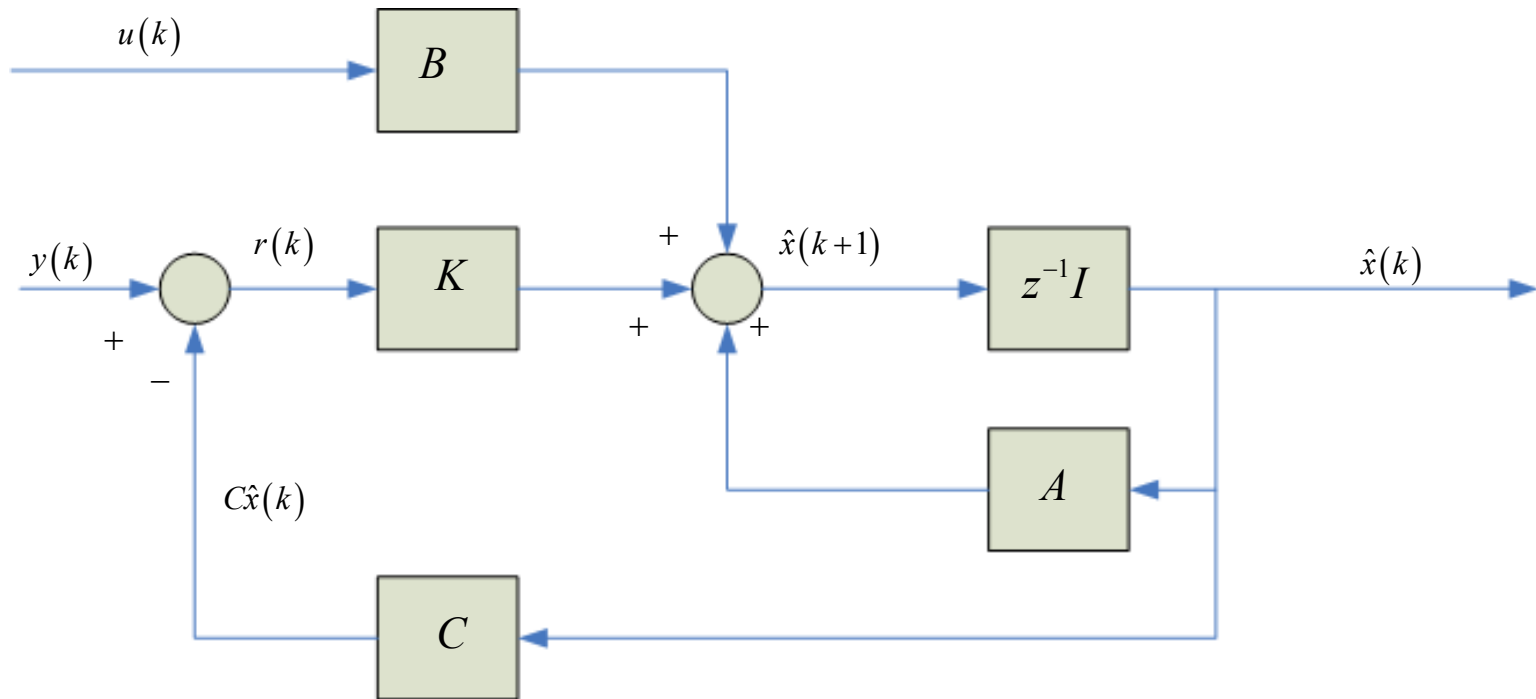 u(k)
B
y(k)
r(k)
K
+
x̂(k+1)
z⁻¹I
x̂(k)
+
−
+
+
Cx̂(k)
A
C